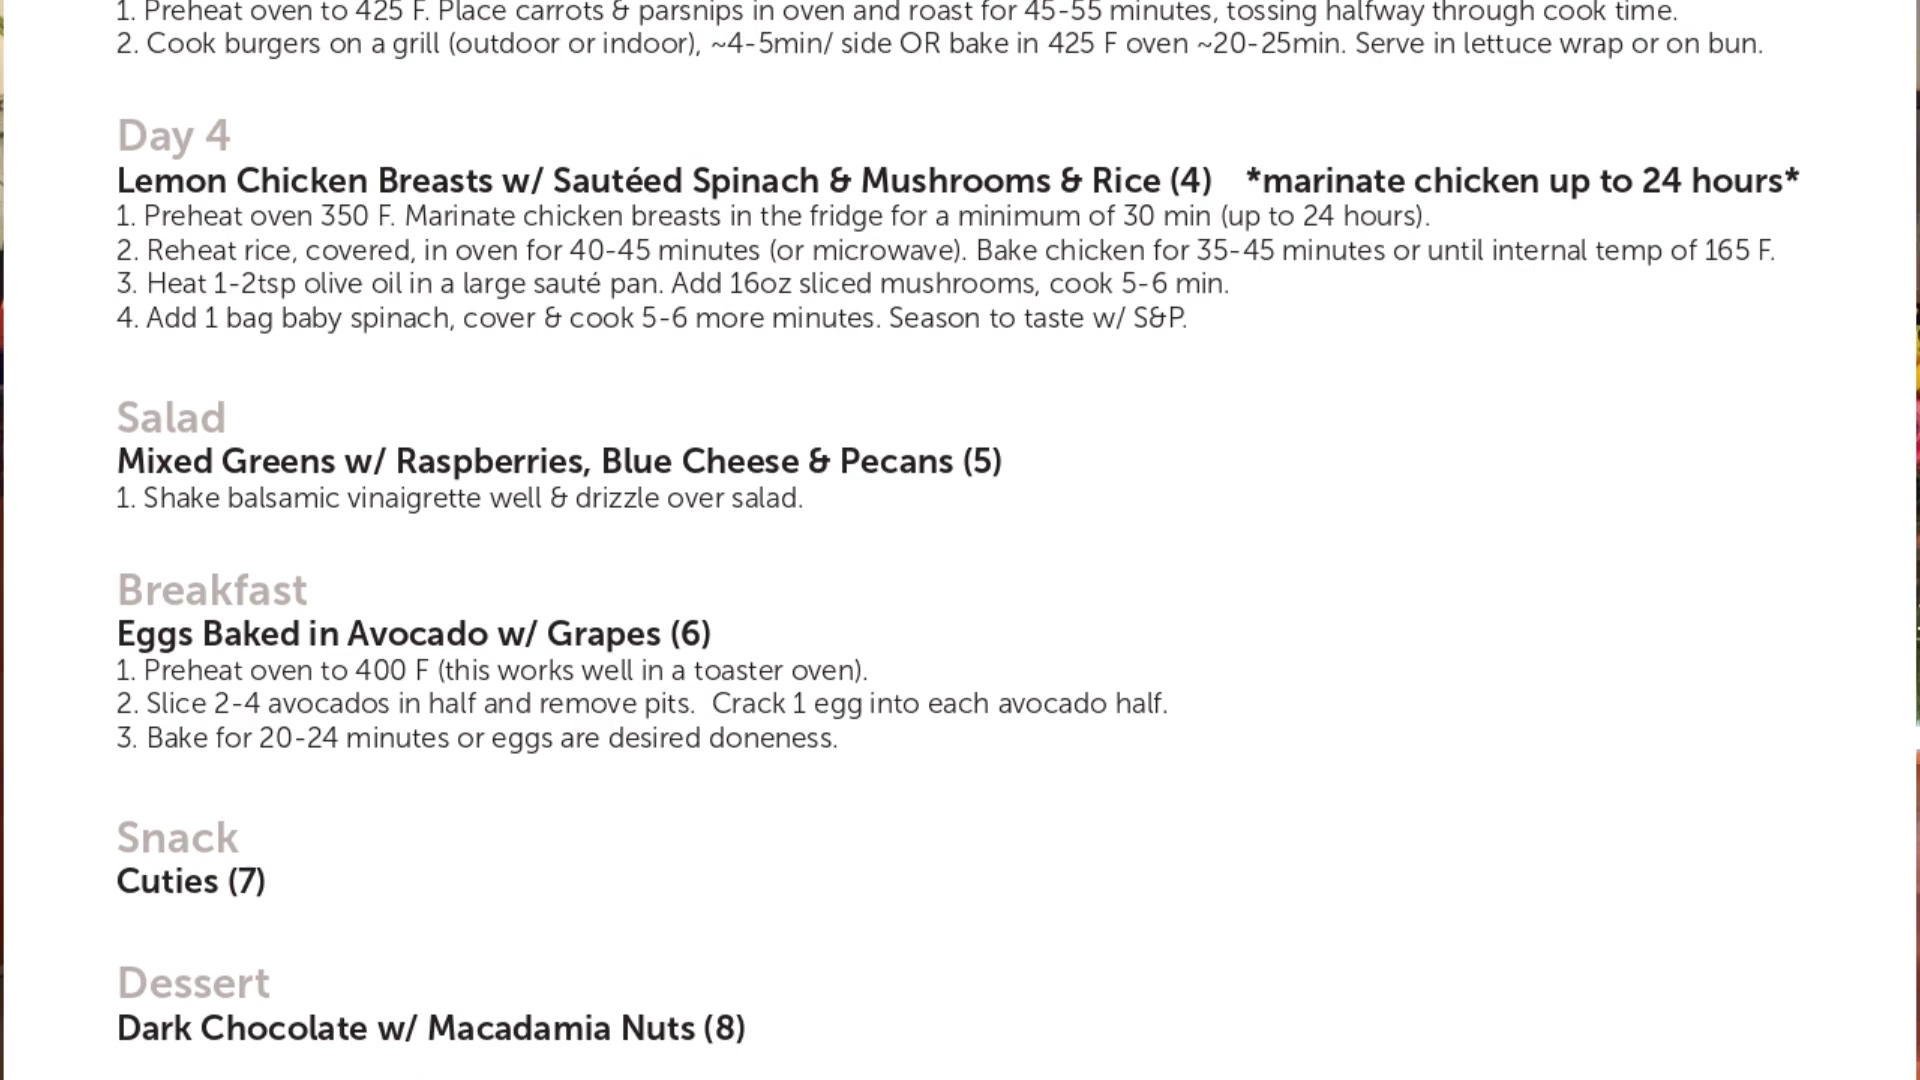 1. Preheat oven to 425 F. Place carrots & parsnips in oven and roast for 45-55 minutes, tossing halfway through cook time.
2. Cook burgers on a grill (outdoor or indoor), ~4-5min/ side OR bake in 425 F oven ~20-25min. Serve in lettuce wrap or on bun.
Day 4
Lemon Chicken Breasts w/ Sautéed Spinach & Mushrooms & Rice (4) *marinate chicken up to 24 hours*
1. Preheat oven 350 F. Marinate chicken breasts in the fridge for a minimum of 30 min (up to 24 hours).
2. Reheat rice, covered, in oven for 40-45 minutes (or microwave). Bake chicken for 35-45 minutes or until internal temp of 165 F.
3. Heat 1-2tsp olive oil in a large sauté pan. Add 16oz sliced mushrooms, cook 5-6 min.
4. Add 1 bag baby spinach, cover & cook 5-6 more minutes. Season to taste w/ S&P.
Salad
Mixed Greens w/ Raspberries, Blue Cheese & Pecans (5)
1. Shake balsamic vinaigrette well & drizzle over salad.
Breakfast
Eggs Baked in Avocado w/ Grapes (6)
1. Preheat oven to 400 F (this works well in a toaster oven).
2. Slice 2-4 avocados in half and remove pits. Crack 1 egg into each avocado half.
3. Bake for 20-24 minutes or eggs are desired doneness.
Snack
Cuties (7)
Dessert
Dark Chocolate w/ Macadamia Nuts (8)